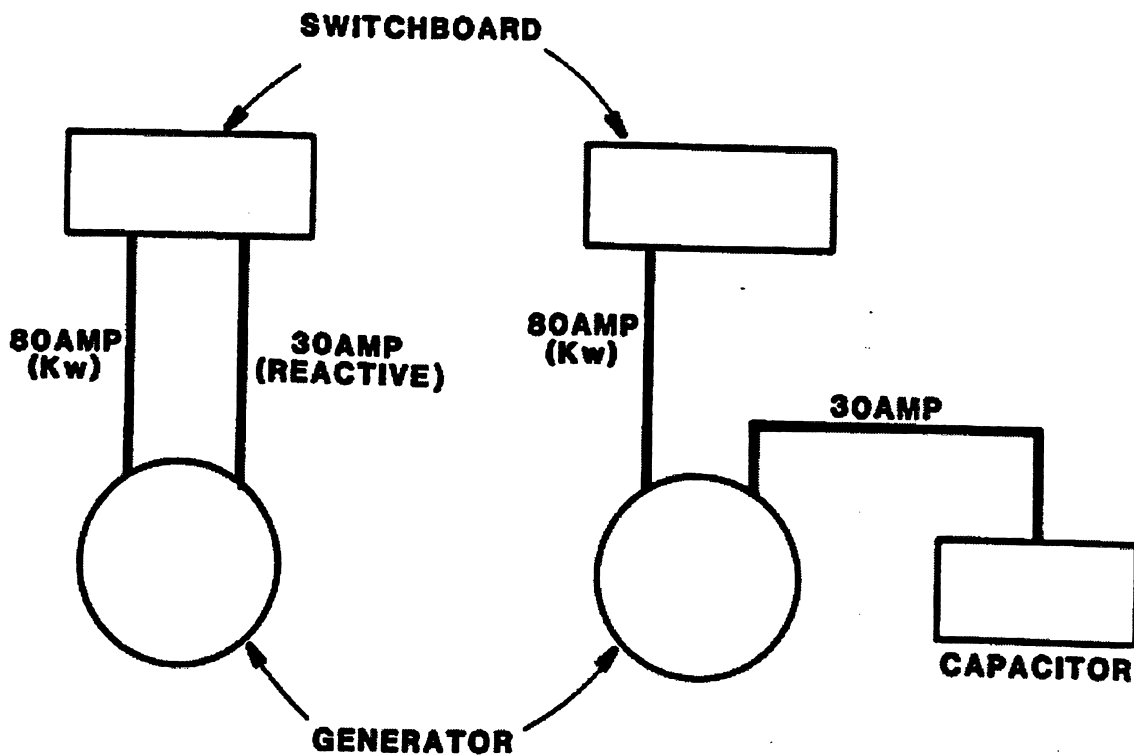 SWITCHBOARD
80AMP
(Kw)
30AMP
(REACTIVE)
80AMP
(Kw)
30AMP
CAPACITOR
GENERATOR